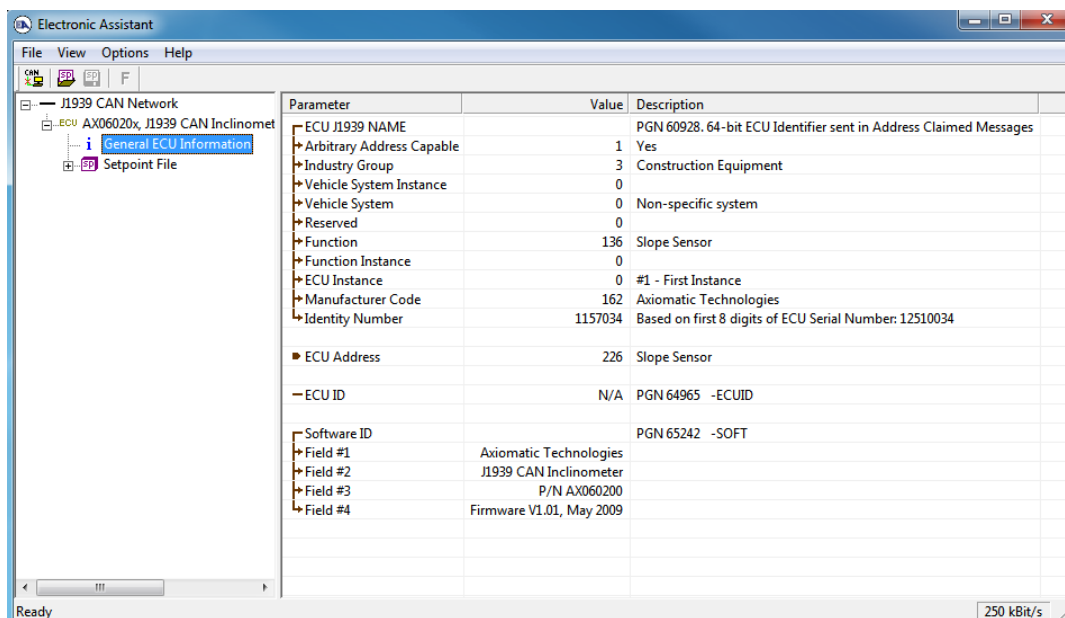 Electronic Assistant
File View Options Help
CAN SP SP F
J1939 CAN Network
ECU AX06020x, J1939 CAN Inclinomet
i General ECU Information
SP Setpoint File
Parameter Value Description
ECU J1939 NAME PGN 60928. 64-bit ECU Identifier sent in Address Claimed Messages
Arbitrary Address Capable 1 Yes
Industry Group 3 Construction Equipment
Vehicle System Instance 0
Vehicle System 0 Non-specific system
Reserved 0
Function 136 Slope Sensor
Function Instance 0
ECU Instance 0 #1 - First Instance
Manufacturer Code 162 Axiomatic Technologies
Identity Number 1157034 Based on first 8 digits of ECU Serial Number: 12510034
ECU Address 226 Slope Sensor
ECU ID N/A PGN 64965 -ECUID
Software ID PGN 65242 -SOFT
Field #1 Axiomatic Technologies
Field #2 J1939 CAN Inclinometer
Field #3 P/N AX060200
Field #4 Firmware V1.01, May 2009
Ready 250 kBit/s